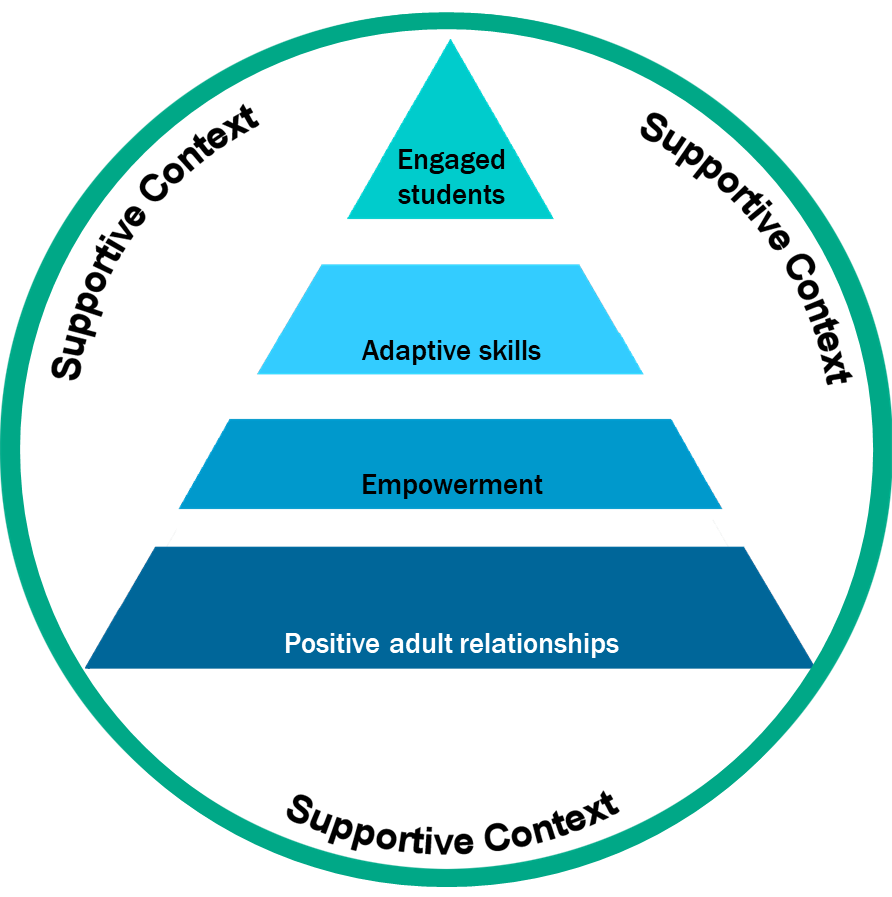 Supportive Context
Supportive Context
Engaged
students
Adaptive skills
Empowerment
Positive adult relationships
Supportive Context